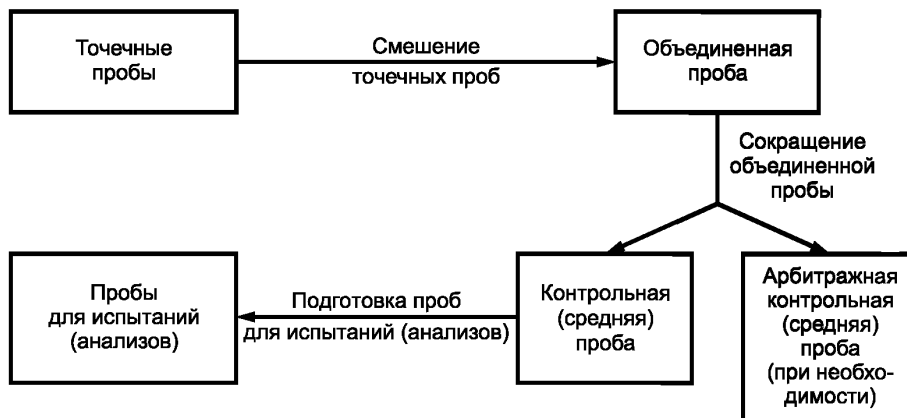 Точечные
пробы
Смешение
точечных проб
Объединенная
проба
Сокращение
объединенной
пробы
Пробы
для испытаний
(анализов)
Подготовка проб
для испытаний (анализов)
Контрольная
(средняя)
проба
Арбитражная
контрольная
(средняя)
проба
(при необхо-
димости)